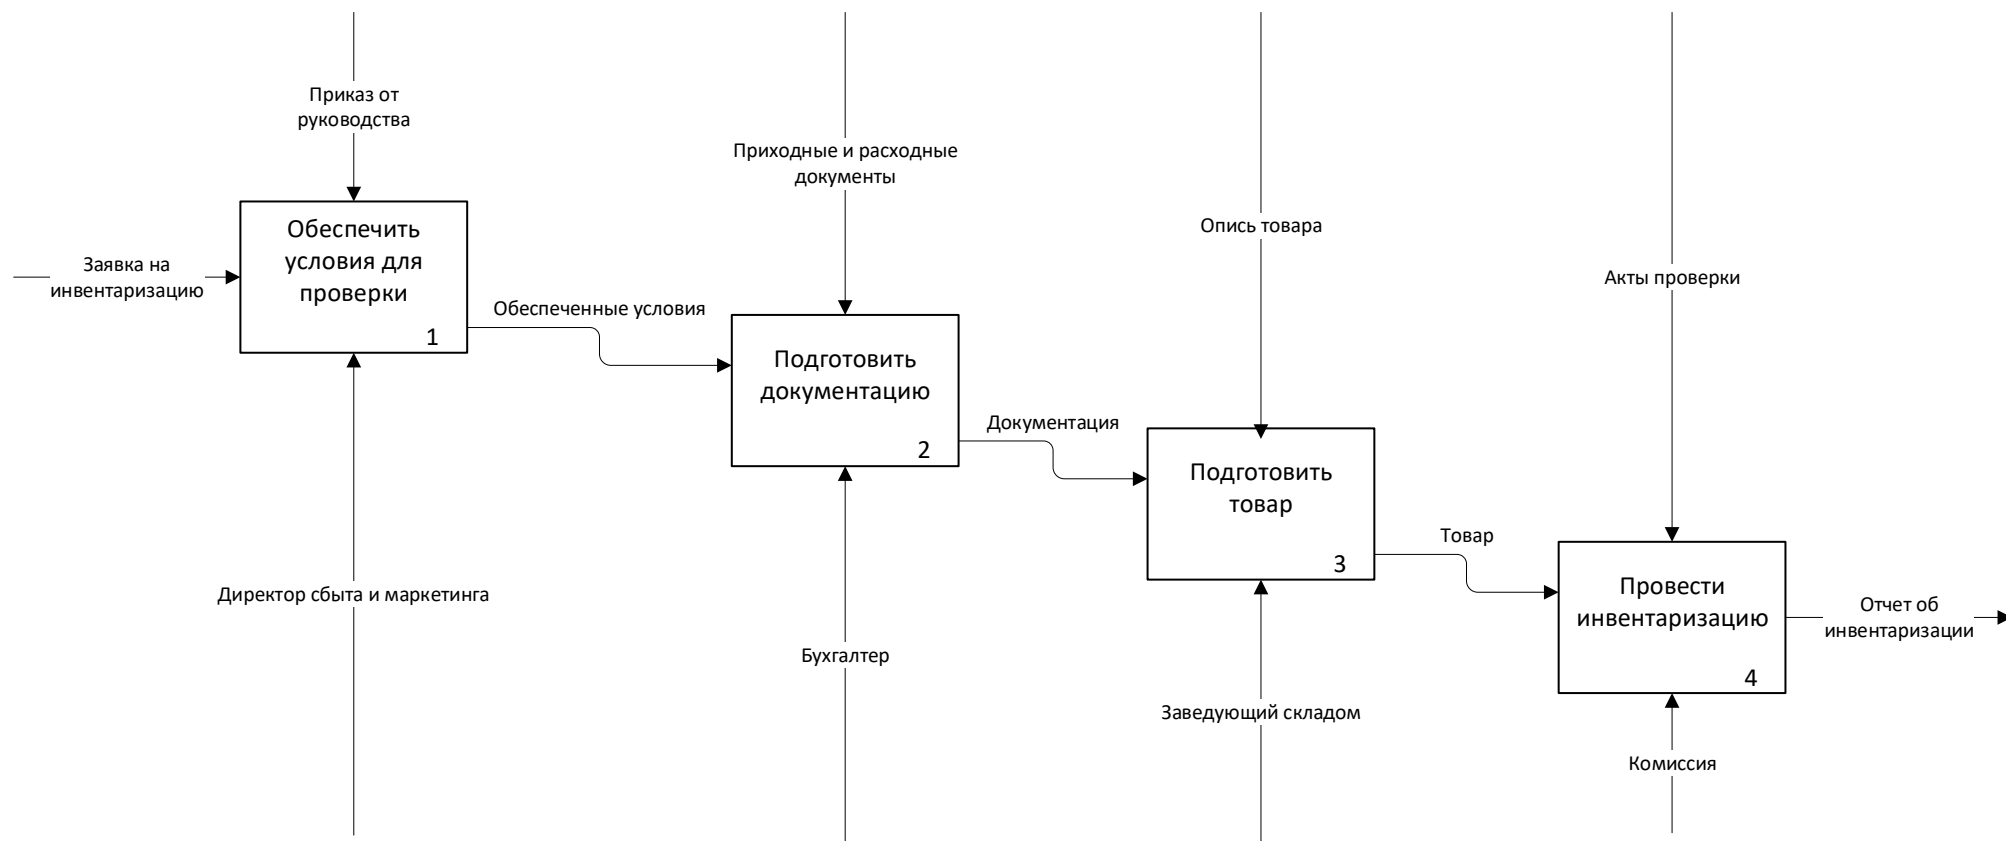 Приказ от
руководства
Приходные и расходные
документы
Опись товара
Акты проверки
Заявка на
инвентаризацию
Обеспечить
условия для
проверки
1
Обеспеченные условия
Подготовить
документацию
2
Документация
Подготовить
товар
3
Товар
Провести
инвентаризацию
4
Отчет об
инвентаризации
Директор сбыта и маркетинга
Бухгалтер
Заведующий складом
Комиссия